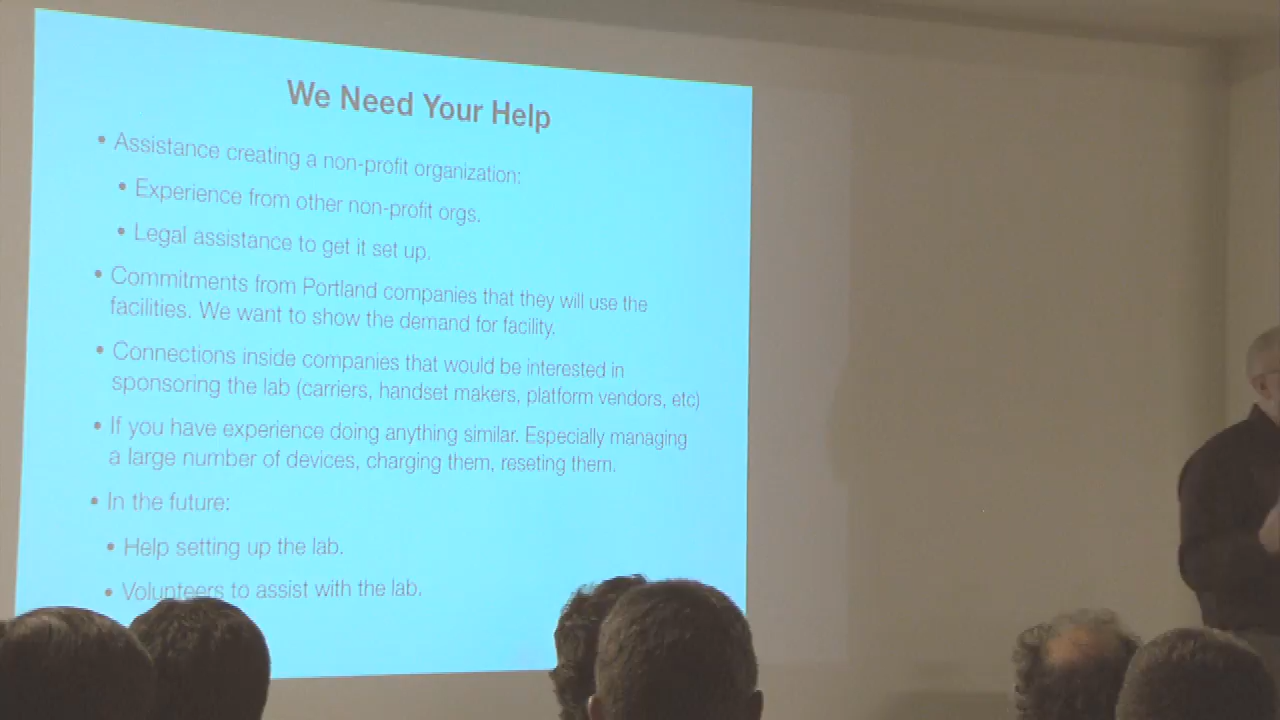 We Need Your Help
• Assistance creating a non-profit organization:
• Experience from other non-profit orgs.
• Legal assistance to get it set up.
• Commitments from Portland companies that they will use the
facilities. We want to show the demand for facility.
• Connections inside companies that would be interested in
sponsoring the lab (carriers, handset makers, platform vendors, etc)
• If you have experience doing anything similar. Especially managing
a large number of devices, charging them, reseting them.
• In the future:
• Help setting up the lab.
• Volunteers to assist with the lab.